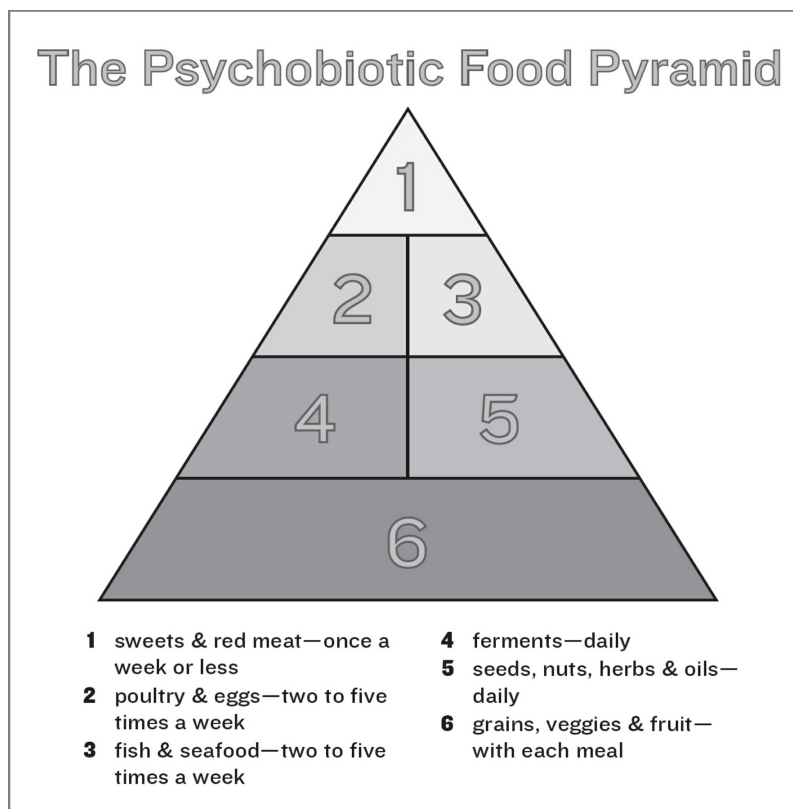 The Psychobiotic Food Pyramid
1
2
3
4
5
6
1 sweets & red meat—once a
week or less
2 poultry & eggs—two to five
times a week
3 fish & seafood—two to five
times a week
4 ferments—daily
5 seeds, nuts, herbs & oils—
daily
6 grains, veggies & fruit—
with each meal